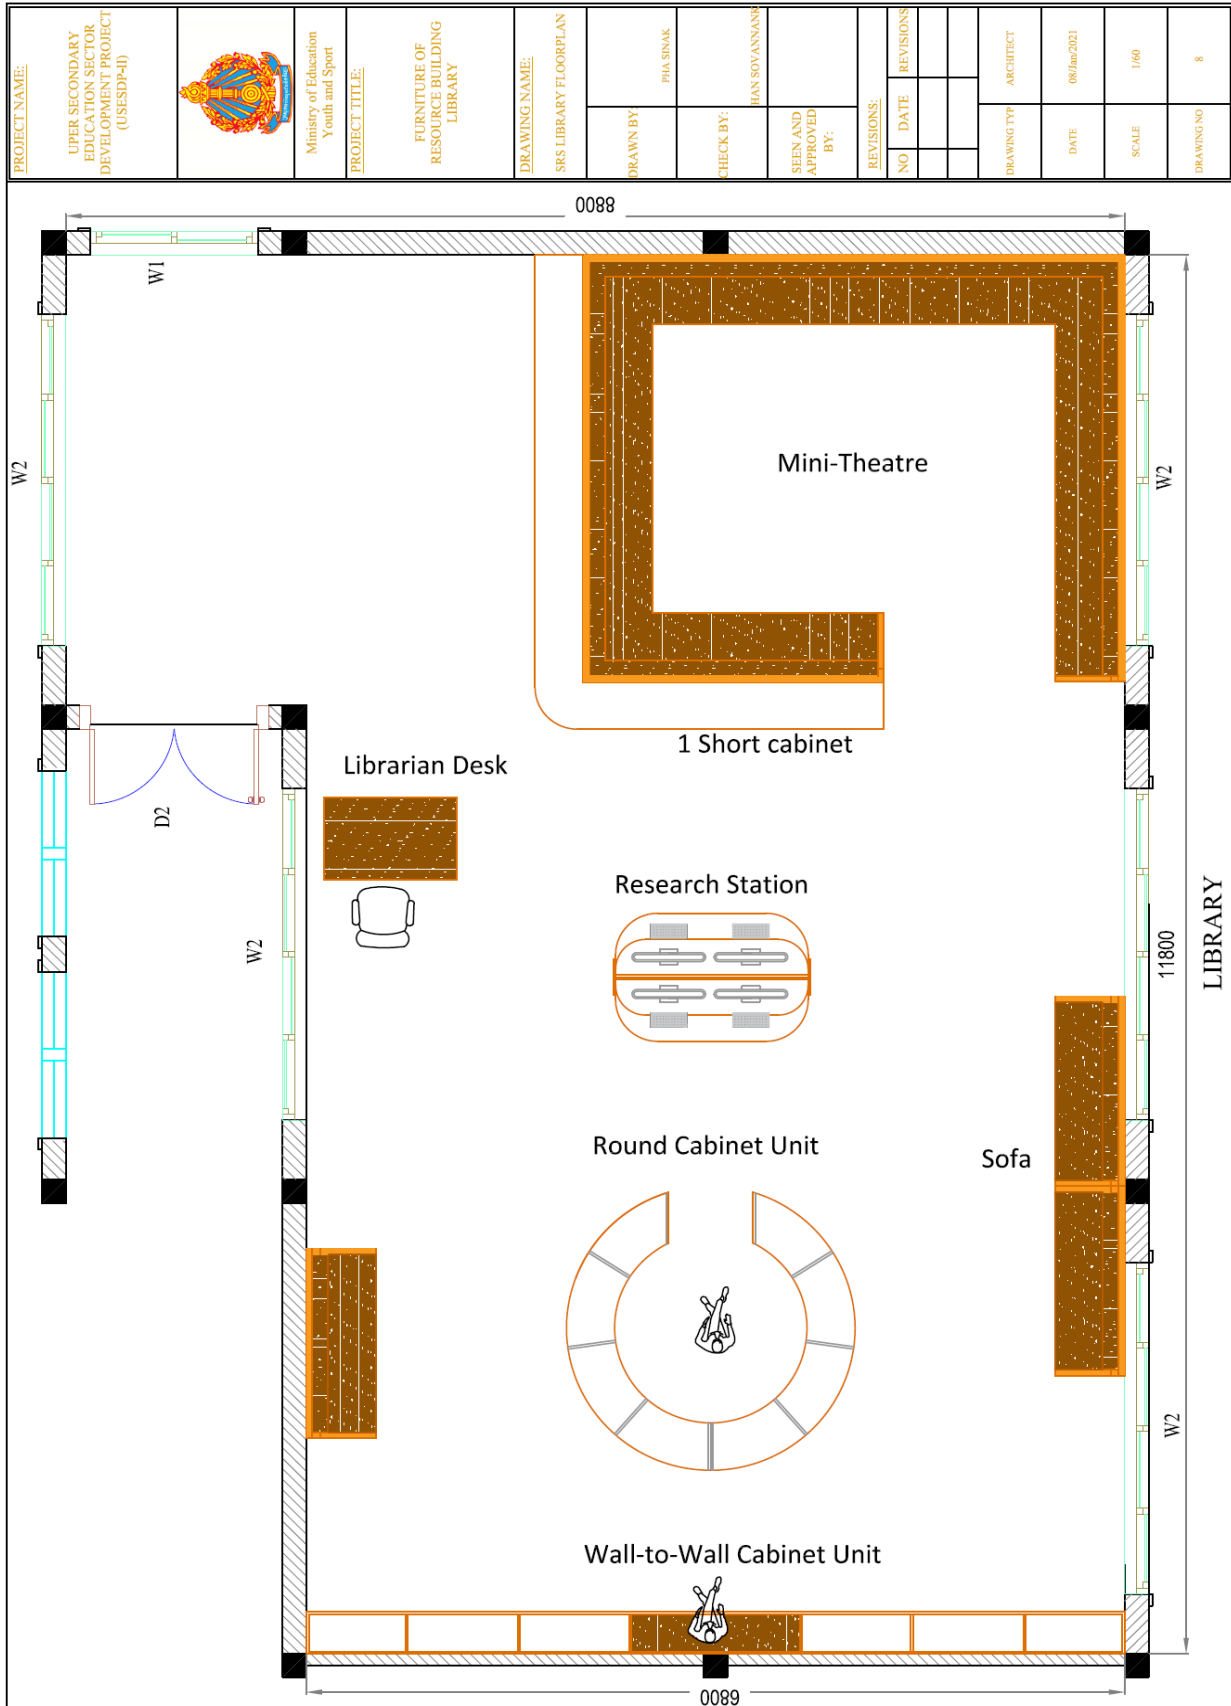 PROJECT NAME:
UPER SECONDARY
EDUCATION SECTOR
DEVELOPMENT PROJECT
(USESDP-II)
Ministry of Education
Youth and Sport
PROJECT TITLE:
FURNITURE OF
RESOURCE BUILDING
LIBRARY
DRAWING NAME:
SRS LIBRARY FLOORPLAN
DRAWN BY:
PHA SINAK
CHECK BY:
HAN SOVANNANK
SEEN AND
APPROVED
BY:
REVISIONS:
NO
DATE
REVISIONS
DRAWING TYP
ARCHITECT
DATE
08/Jan/2021
SCALE
1/60
DRAWING NO
8
8800
W1
W2
Mini-Theatre
W2
1 Short cabinet
Librarian Desk
D2
Research Station
W2
11800
LIBRARY
Round Cabinet Unit
Sofa
W2
Wall-to-Wall Cabinet Unit
6800